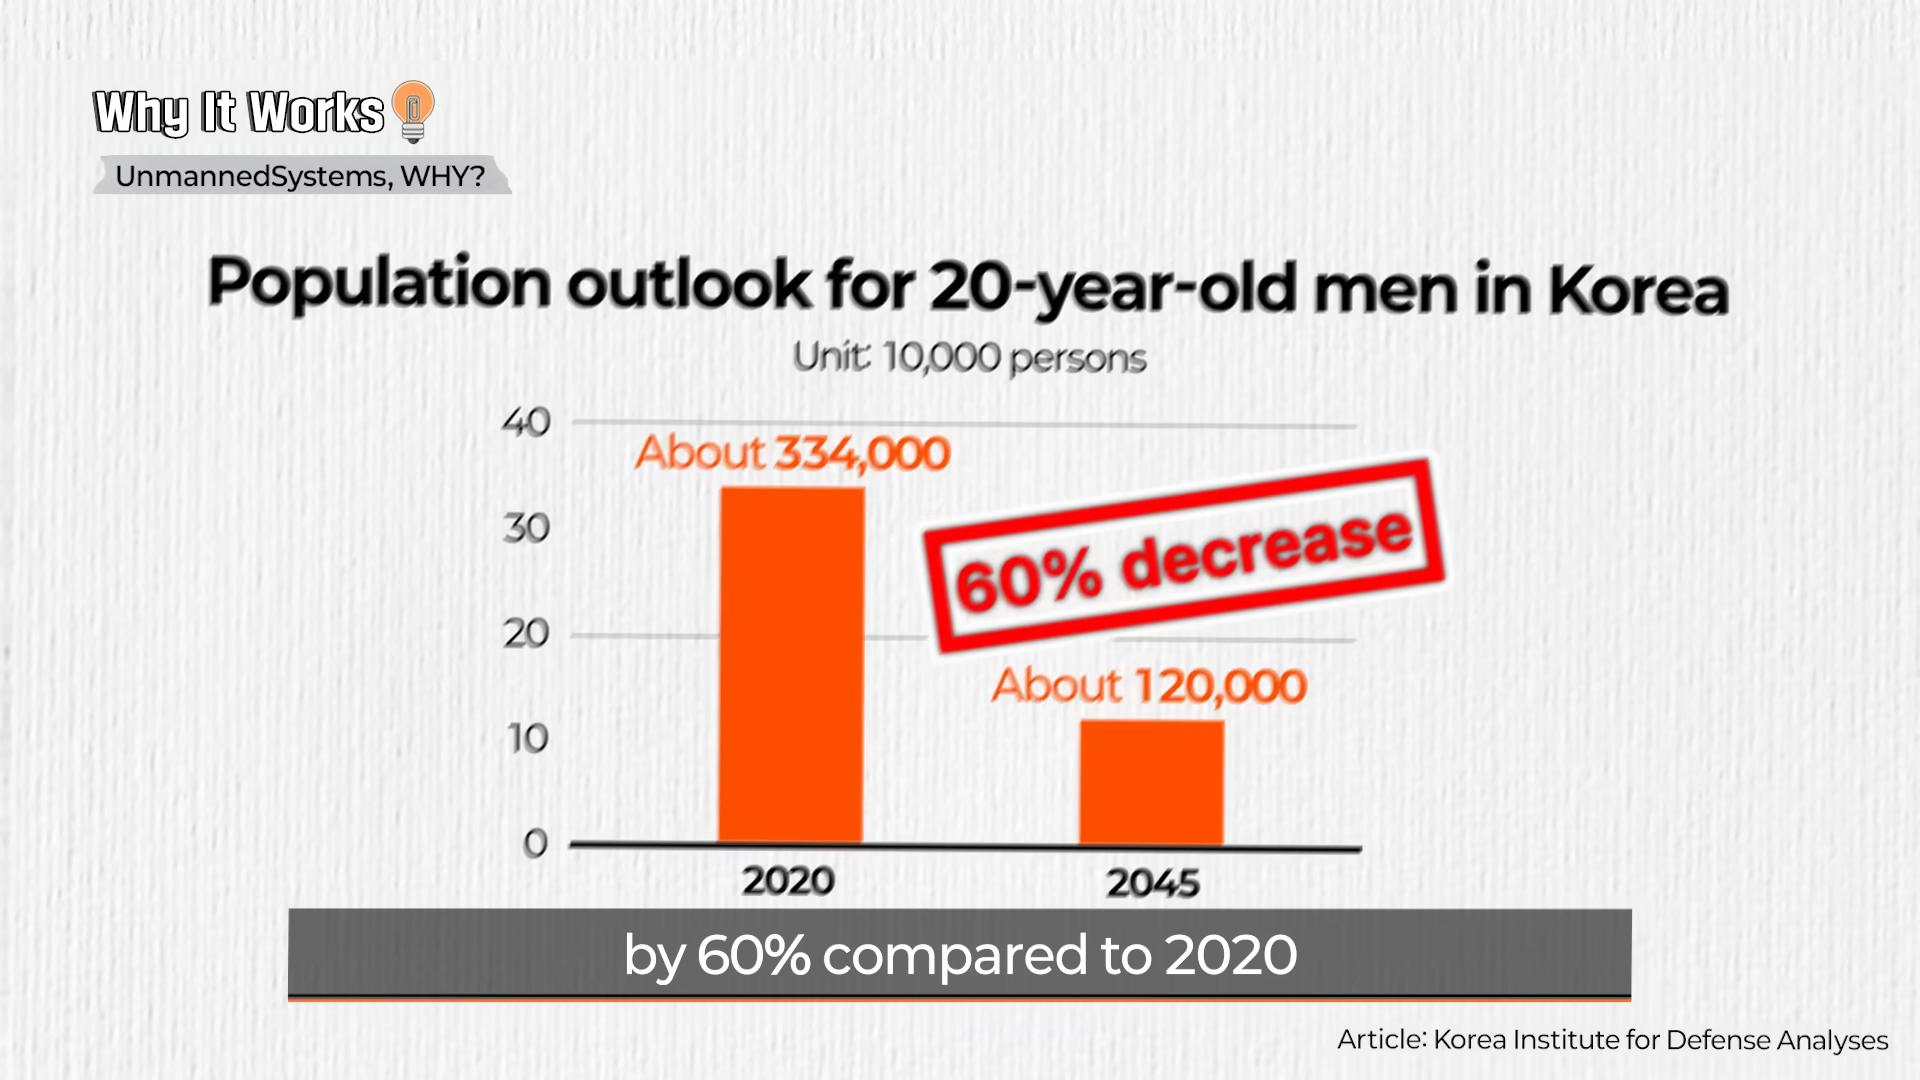 Why It Works
UnmannedSystems, WHY?
Population outlook for 20-year-old men in Korea
Unit: 10,000 persons
40
About 334,000
30
60% decrease
20
About 120,000
10
0
2020
2045
by 60% compared to 2020
Article: Korea Institute for Defense Analyses